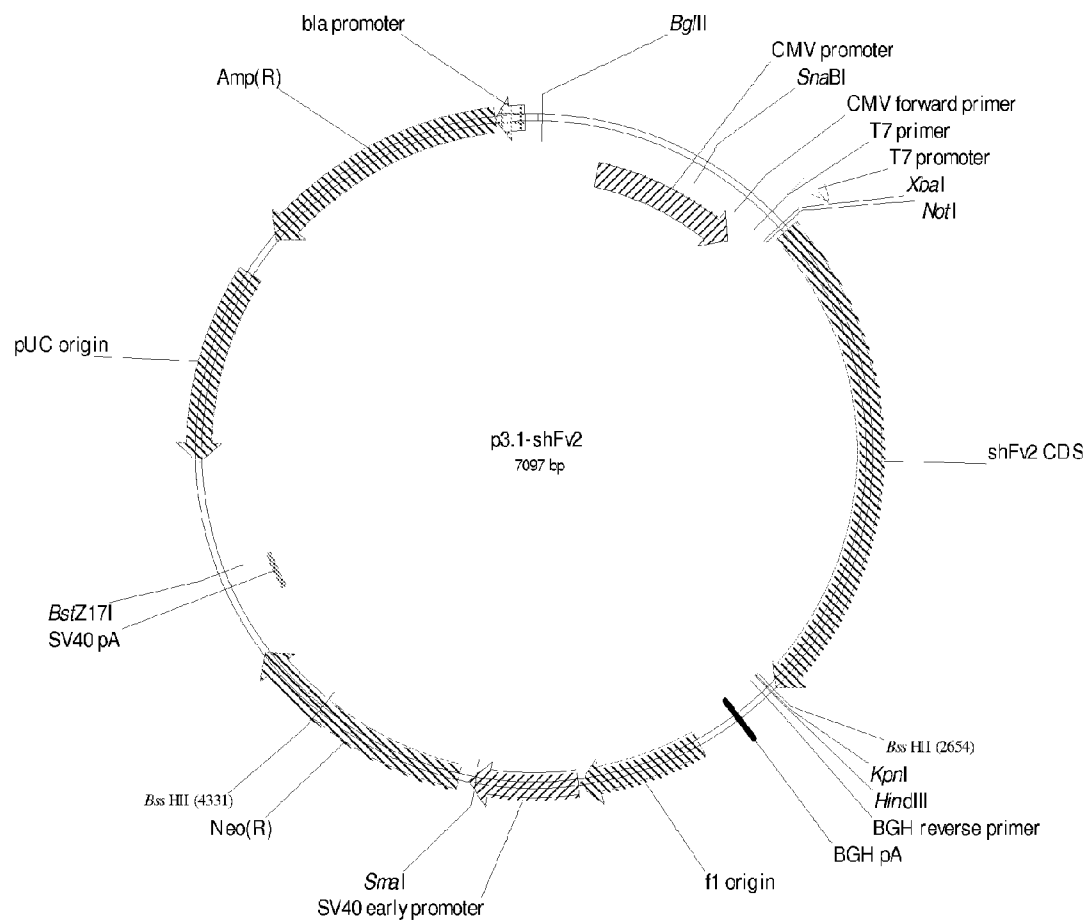 bla promoter
BglII
CMV promoter
SnaBI
Amp(R)
CMV forward primer
T7 primer
T7 promoter
XbaI
NotI
pUC origin
p3.1-shFv2
7097 bp
shFv2 CDS
BstZ17I
SV40 pA
Bss HII (2654)
KpnI
HindIII
BGH reverse primer
BGH pA
Bss HII (4331)
Neo(R)
SmaI
SV40 early promoter
f1 origin